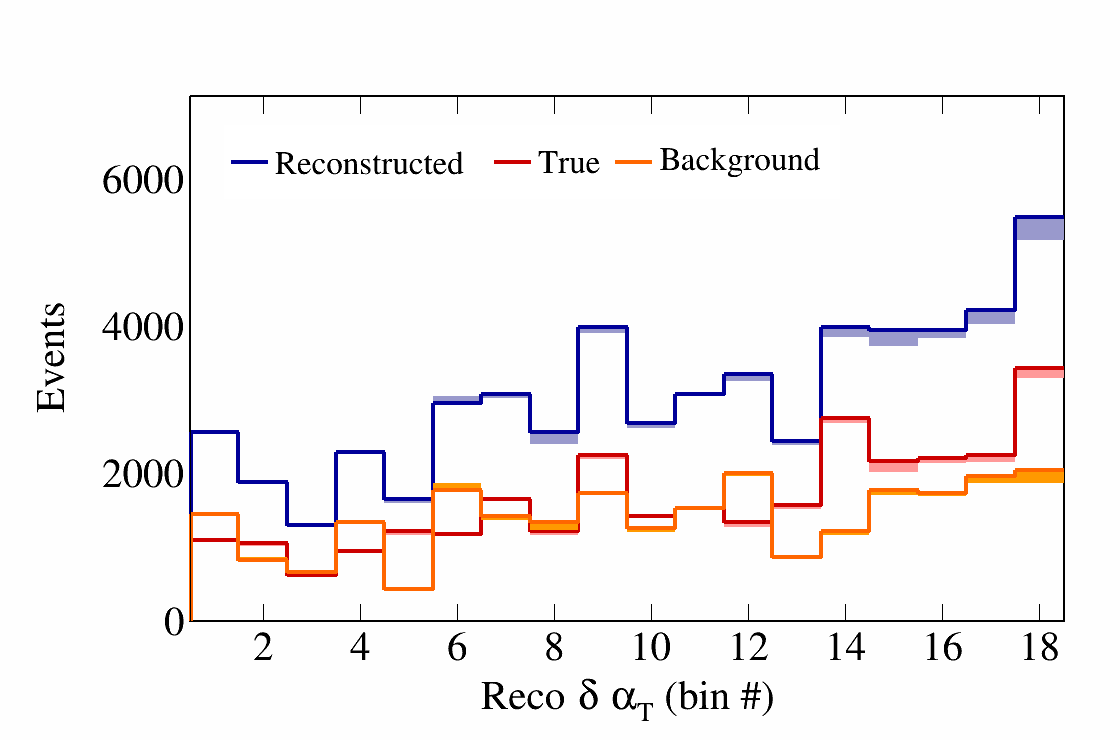 Reconstructed True Background
6000
4000
2000
0
Events
2 4 6 8 10 12 14 16 18
Reco δ αT (bin #)